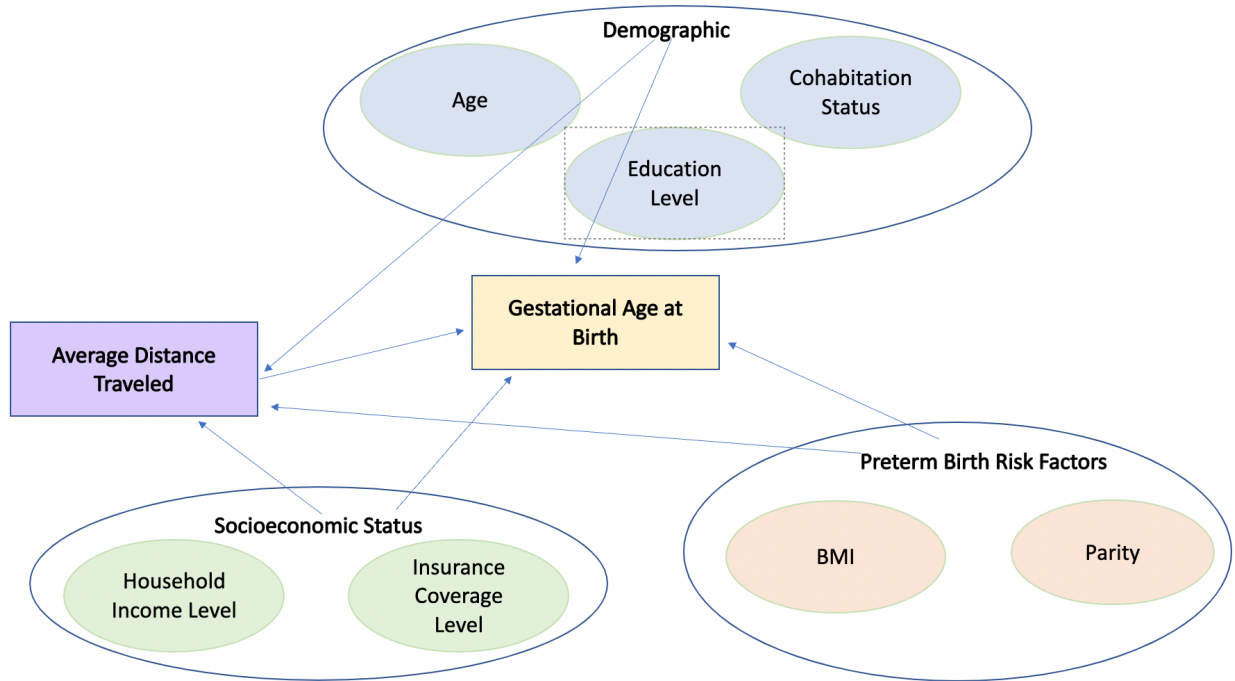 Demographic
Age
Cohabitation
Status
Education
Level
Gestational Age at
Birth
Average Distance
Traveled
Preterm Birth Risk Factors
BMI
Parity
Socioeconomic Status
Household
Income Level
Insurance
Coverage
Level